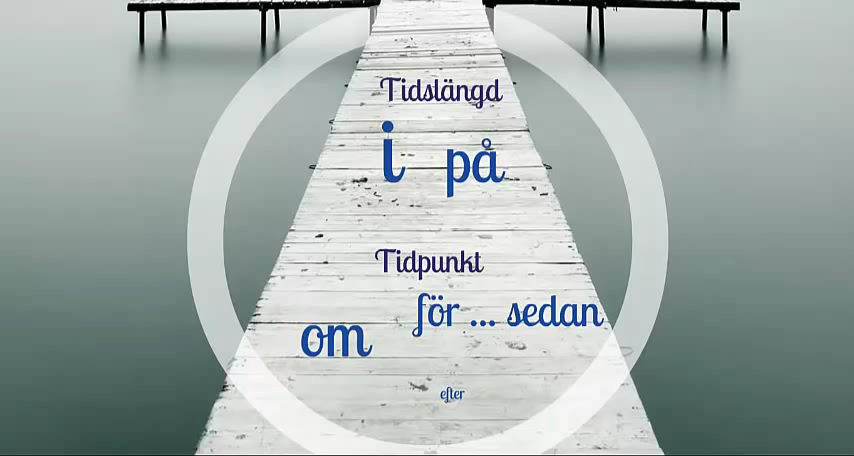 Tidslängd
i på
Tidpunkt
om för ... sedan
efter